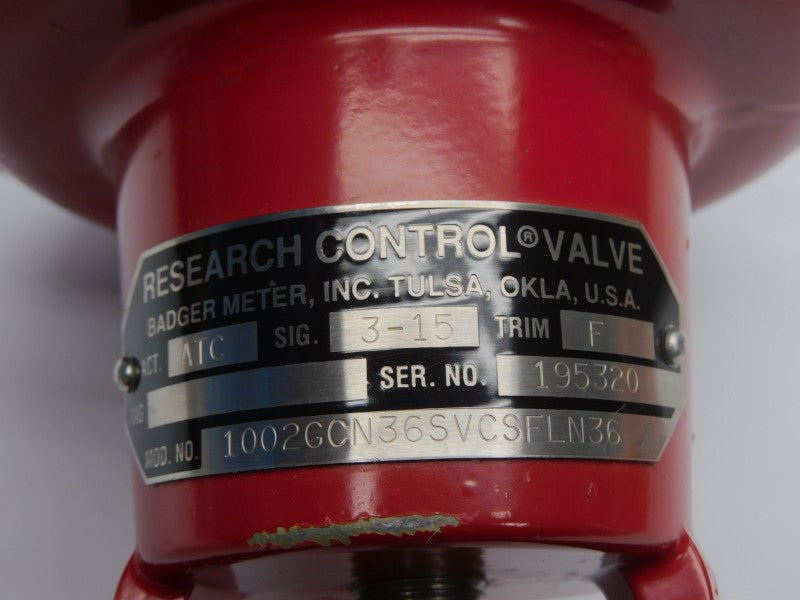 RESEARCH CONTROL® VALVE
BADGER METER, INC. TULSA, OKLA, U.S.A.
ACT. ATC SIG. 3-15 TRIM F
TAG SER. NO. 195320
MOD. NO. 1002GCN36SVCSFLN36